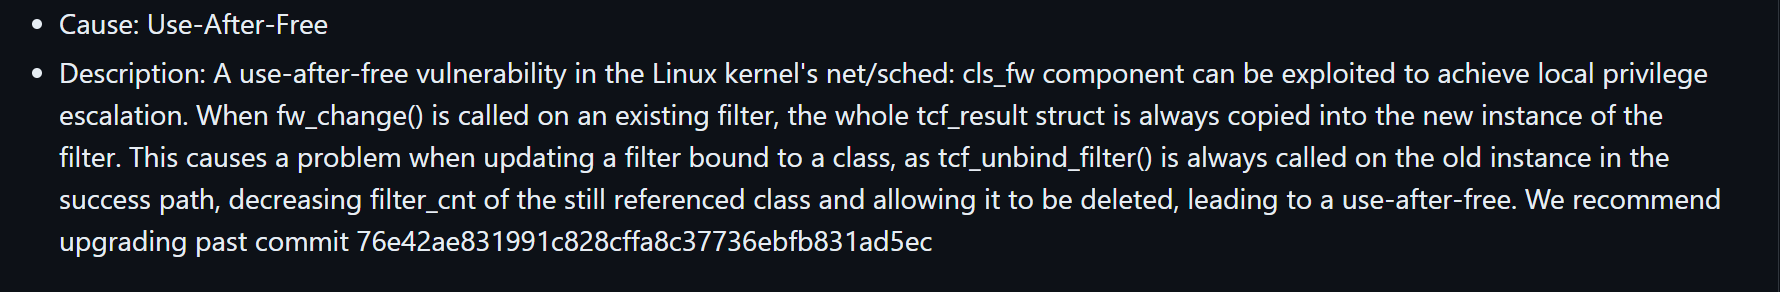 • Cause: Use-After-Free
• Description: A use-after-free vulnerability in the Linux kernel's net/sched: cls_fw component can be exploited to achieve local privilege
escalation. When fw_change() is called on an existing filter, the whole tcf_result struct is always copied into the new instance of the
filter. This causes a problem when updating a filter bound to a class, as tcf_unbind_filter() is always called on the old instance in the
success path, decreasing filter_cnt of the still referenced class and allowing it to be deleted, leading to a use-after-free. We recommend
upgrading past commit 76e42ae831991c828cffa8c37736ebfb831ad5ec